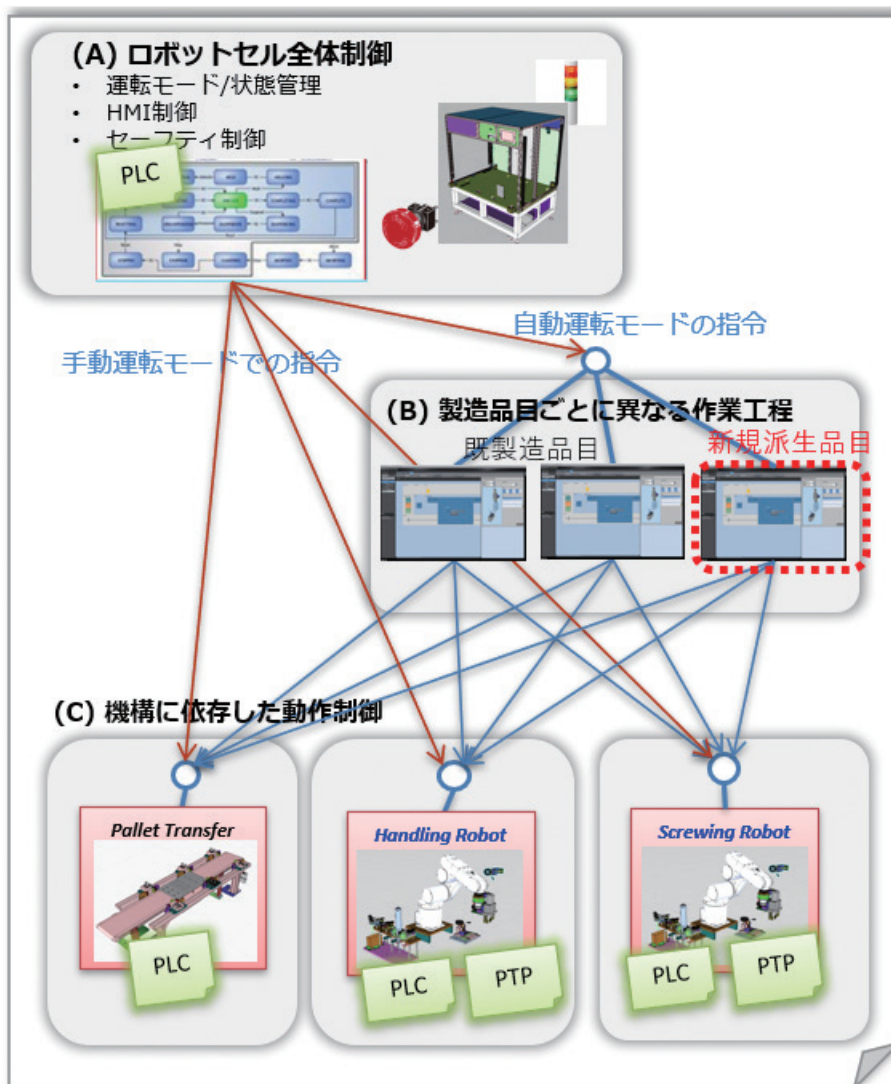 (A) ロボットセル全体制御
• 運転モード/状態管理
• HMI制御
• セーフティ制御
PLC
自動運転モードの指令
手動運転モードでの指令
(B) 製造品目ごとに異なる作業工程
既製造品目
新規派生品目
(C) 機構に依存した動作制御
Pallet Transfer
PLC
Handling Robot
PLC
PTP
Screwing Robot
PLC
PTP